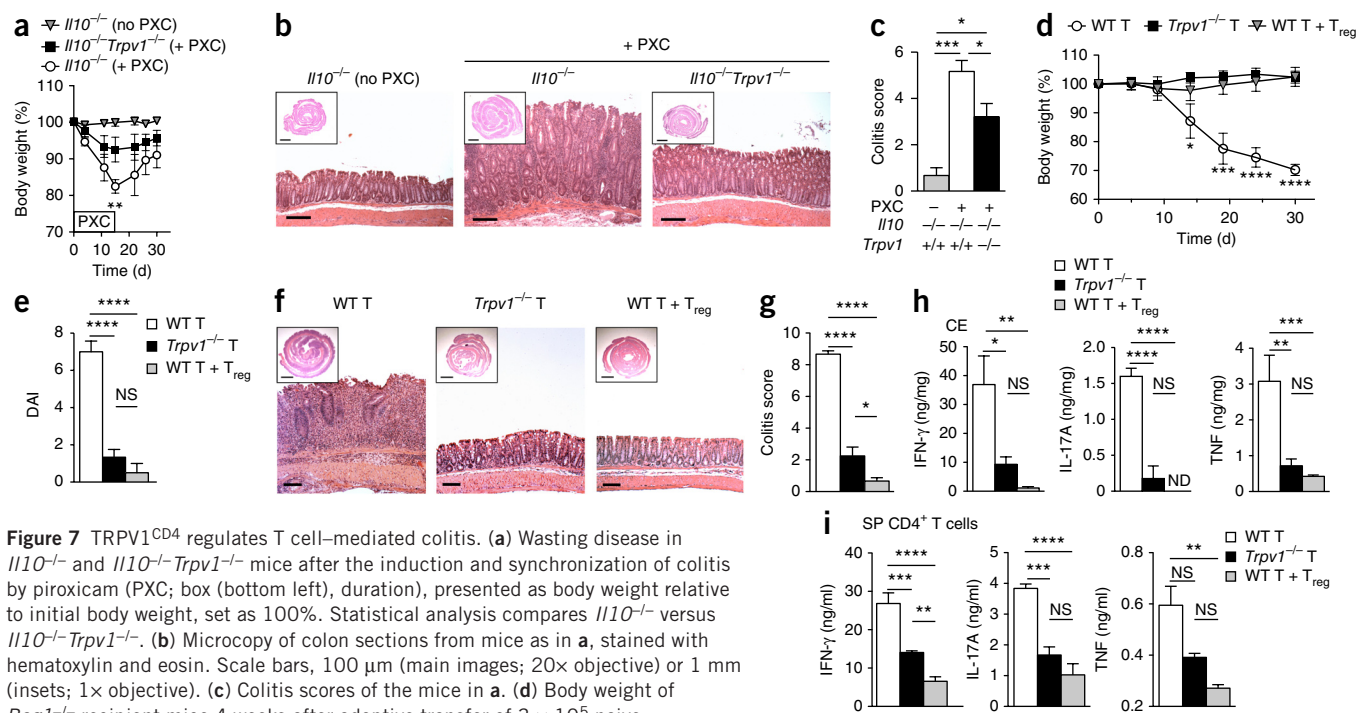 a
Il10–/– (no PXC)
Il10–/–Trpv1–/– (+ PXC)
Il10–/– (+ PXC)
Body weight (%)
110
100
90
80
70
**
PXC
0 10 20 30
Time (d)
b
+ PXC
Il10–/– (no PXC)
Il10–/–
Il10–/–Trpv1–/–
c
*
*** *
Colitis score
6
4
2
0
PXC – + +
Il10 –/– –/– –/–
Trpv1 +/+ +/+ –/–
d
WT T Trpv1–/– T WT T + Treg
Body weight (%)
110
100
90
80
70
60
* *** **** ****
0 10 20 30
Time (d)
e
WT T
Trpv1–/– T
WT T + Treg
****
**** NS
DAI
8
6
4
2
0
f
WT T Trpv1–/– T WT T + Treg
g
****
****
*
Colitis score
10
8
6
4
2
0
h
WT T
Trpv1–/– T
WT T + Treg
CE
**
*
NS
IFN-γ (ng/mg)
50
40
30
20
10
0
****
****
NS
ND
IL-17A (ng/mg)
2.0
1.5
1.0
0.5
0
***
**
NS
TNF (ng/mg)
4
3
2
1
0
i
SP CD4+ T cells
WT T
Trpv1–/– T
WT T + Treg
****
***
**
IFN-γ (ng/ml)
40
30
20
10
0
****
***
NS
IL-17A (ng/ml)
5
4
3
2
1
0
**
NS
NS
TNF (ng/ml)
0.8
0.6
0.4
0.2
Figure 7 TRPV1CD4 regulates T cell–mediated colitis. (a) Wasting disease in
Il10–/– and Il10–/–Trpv1–/– mice after the induction and synchronization of colitis
by piroxicam (PXC; box (bottom left), duration), presented as body weight relative
to initial body weight, set as 100%. Statistical analysis compares Il10–/– versus
Il10–/–Trpv1–/–. (b) Microcopy of colon sections from mice as in a, stained with
hematoxylin and eosin. Scale bars, 100 μm (main images; 20× objective) or 1 mm
(insets; 1× objective). (c) Colitis scores of the mice in a. (d) Body weight of